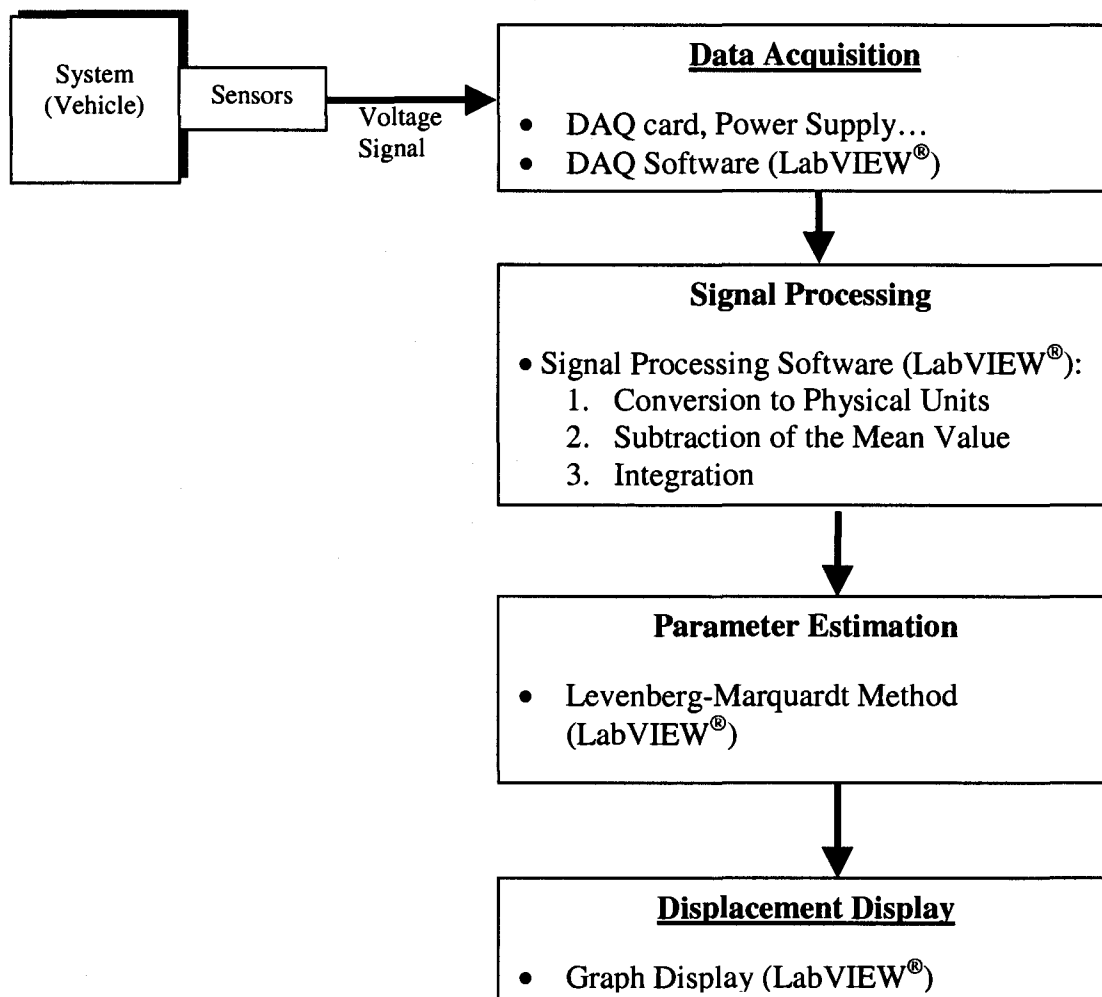 System
(Vehicle)
Sensors
Voltage
Signal
Data Acquisition
• DAQ card, Power Supply…
• DAQ Software (LabVIEW®)
Signal Processing
• Signal Processing Software (LabVIEW®):
1. Conversion to Physical Units
2. Subtraction of the Mean Value
3. Integration
Parameter Estimation
• Levenberg-Marquardt Method
(LabVIEW®)
Displacement Display
• Graph Display (LabVIEW®)